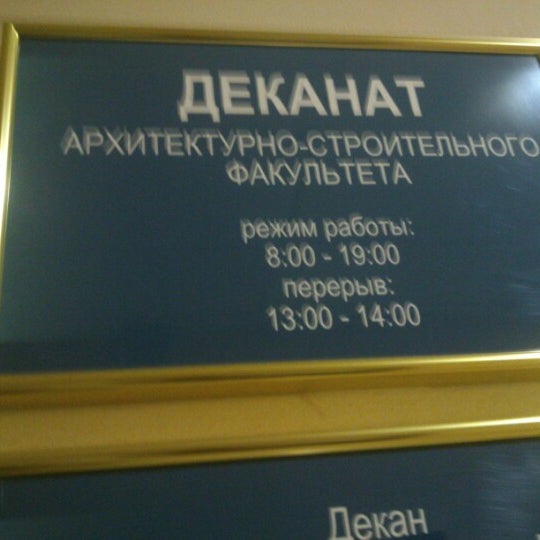 ДЕКАНАТ
АРХИТЕКТУРНО-СТРОИТЕЛЬНОГО
ФАКУЛЬТЕТА
режим работы:
8:00 - 19:00
перерыв:
13:00 - 14:00
Декан